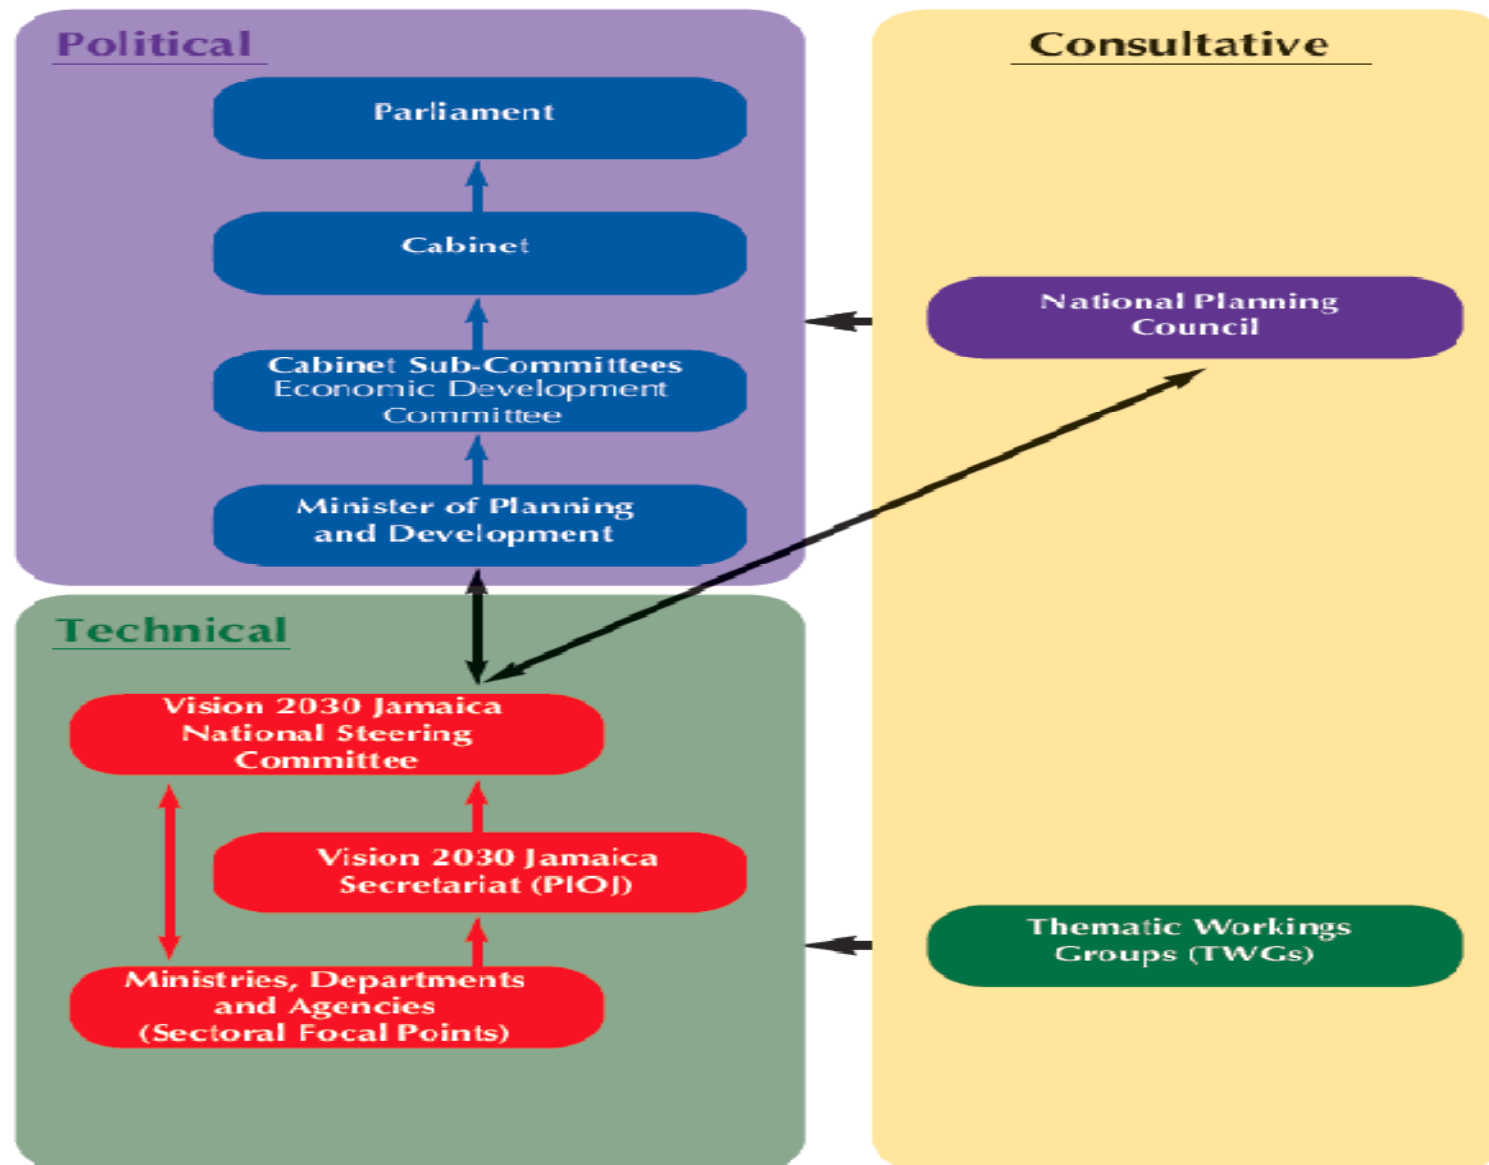 Political
Parliament
Cabinet
Cabinet Sub-Committees
Economic Development
Committee
Minister of Planning
and Development
Technical
Vision 2030 Jamaica
National Steering
Committee
Vision 2030 Jamaica
Secretariat (PIOJ)
Ministries, Departments
and Agencies
(Sectoral Focal Points)
Consultative
National Planning
Council
Thematic Workings
Groups (TWGs)